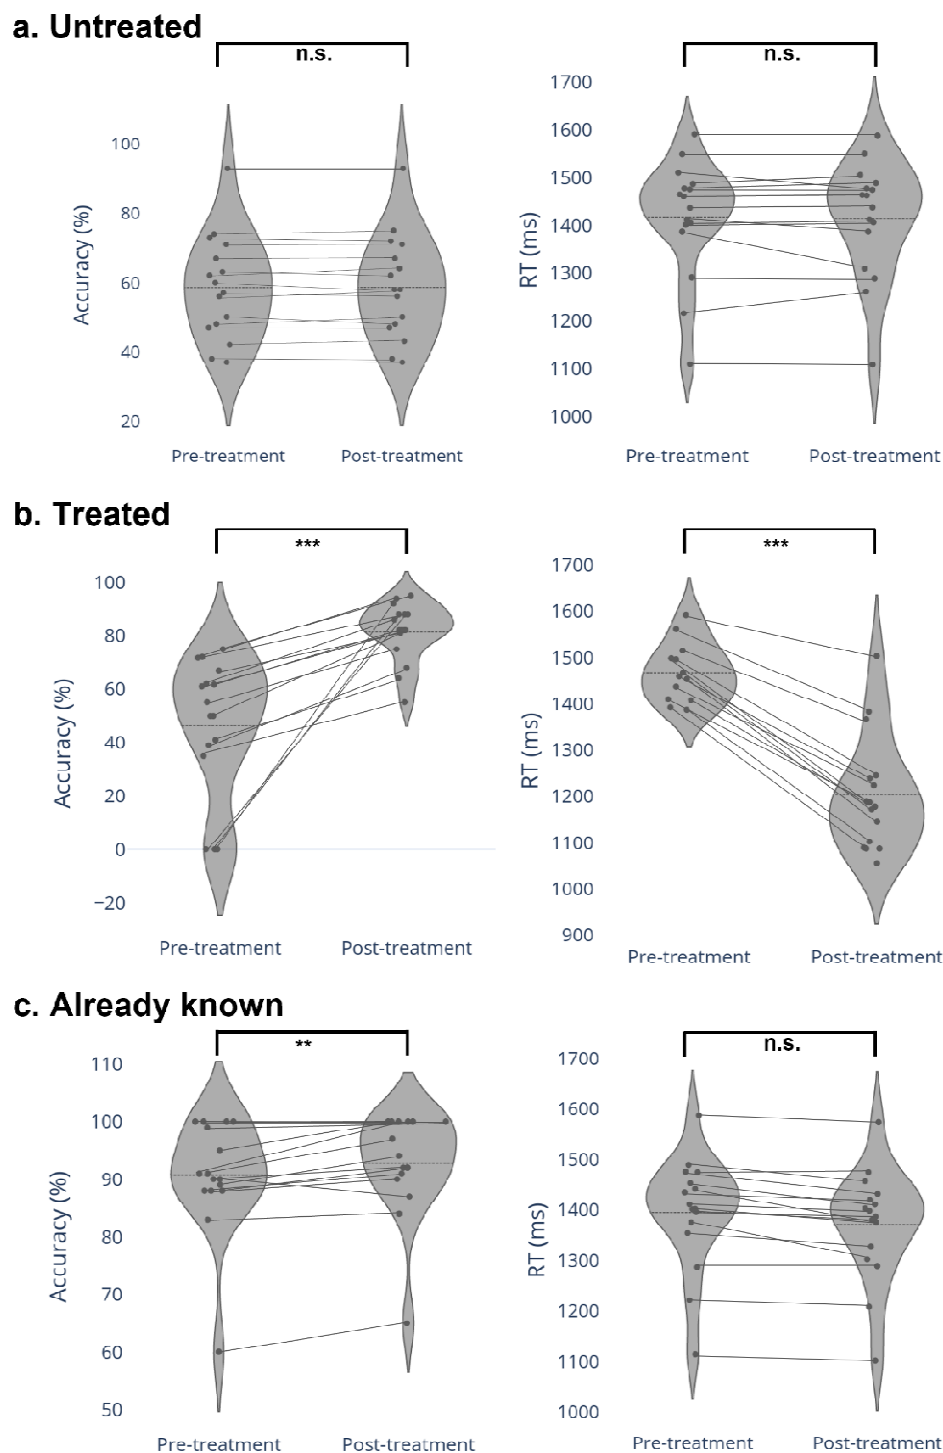 a. Untreated
n.s.
n.s.
Accuracy (%)
100
80
60
40
20
Pre-treatment
Post-treatment
RT (ms)
1700
1600
1500
1400
1300
1200
1100
1000
Pre-treatment
Post-treatment
b. Treated
***
***
Accuracy (%)
100
80
60
40
20
0
−20
Pre-treatment
Post-treatment
RT (ms)
1700
1600
1500
1400
1300
1200
1100
1000
900
Pre-treatment
Post-treatment
c. Already known
**
n.s.
Accuracy (%)
110
100
90
80
70
60
50
Pre-treatment
Post-treatment
RT (ms)
1700
1600
1500
1400
1300
1200
1100
1000
Pre-treatment
Post-treatment